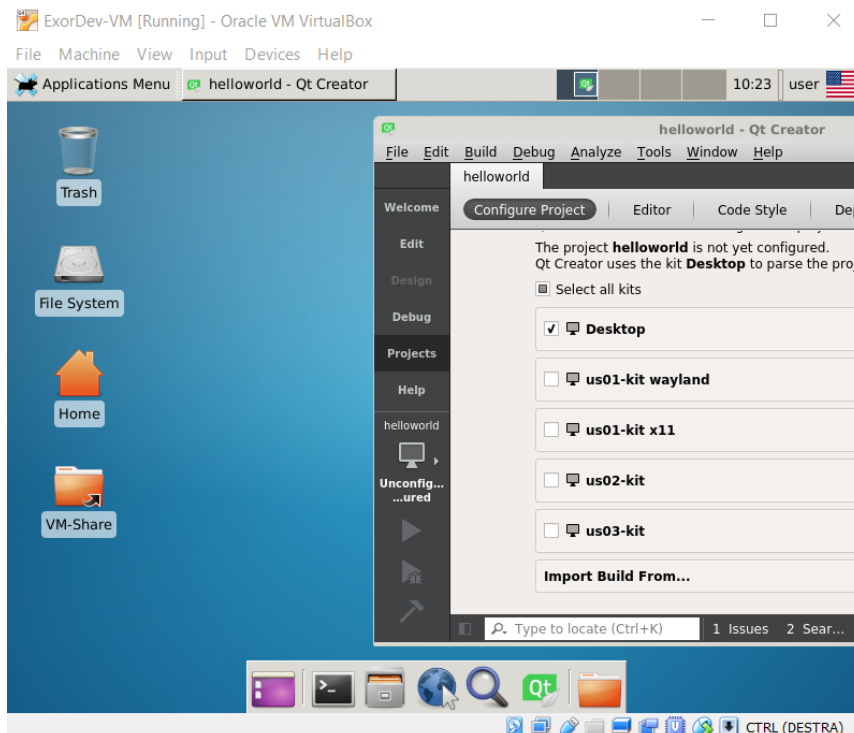 ExorDev-VM [Running] - Oracle VM VirtualBox
File Machine View Input Devices Help
Applications Menu helloworld - Qt Creator 10:23 user
helloworld - Qt Creator
File Edit Build Debug Analyze Tools Window Help
helloworld
Configure Project Editor Code Style
The project helloworld is not yet configured.
Qt Creator uses the kit Desktop to parse the
Select all kits
Desktop
us01-kit wayland
us01-kit x11
us02-kit
us03-kit
Import Build From...
Welcome
Edit
Design
Debug
Projects
Help
helloworld
Unconfig...
...ured
Type to locate (Ctrl+K) 1 Issues 2 Sear...
Trash
File System
Home
VM-Share
Qt
CTRL (DESTRA)